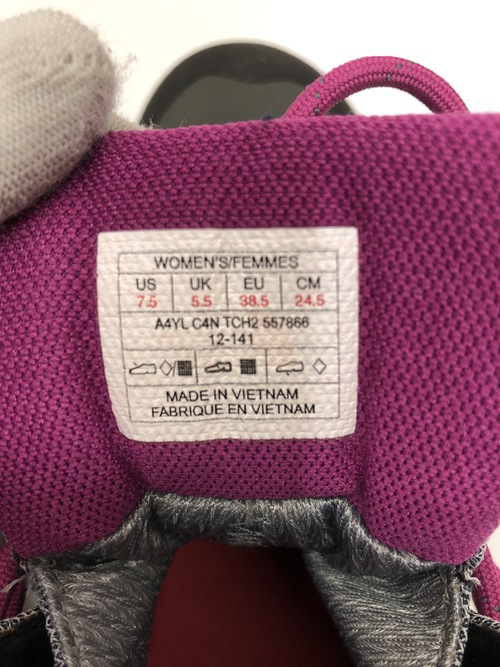 WOMEN'S/FEMMES
US UK EU CM
7.5 5.5 38.5 24.5
A4YL C4N TCH2 557866
12-141
MADE IN VIETNAM
FABRIQUE EN VIETNAM